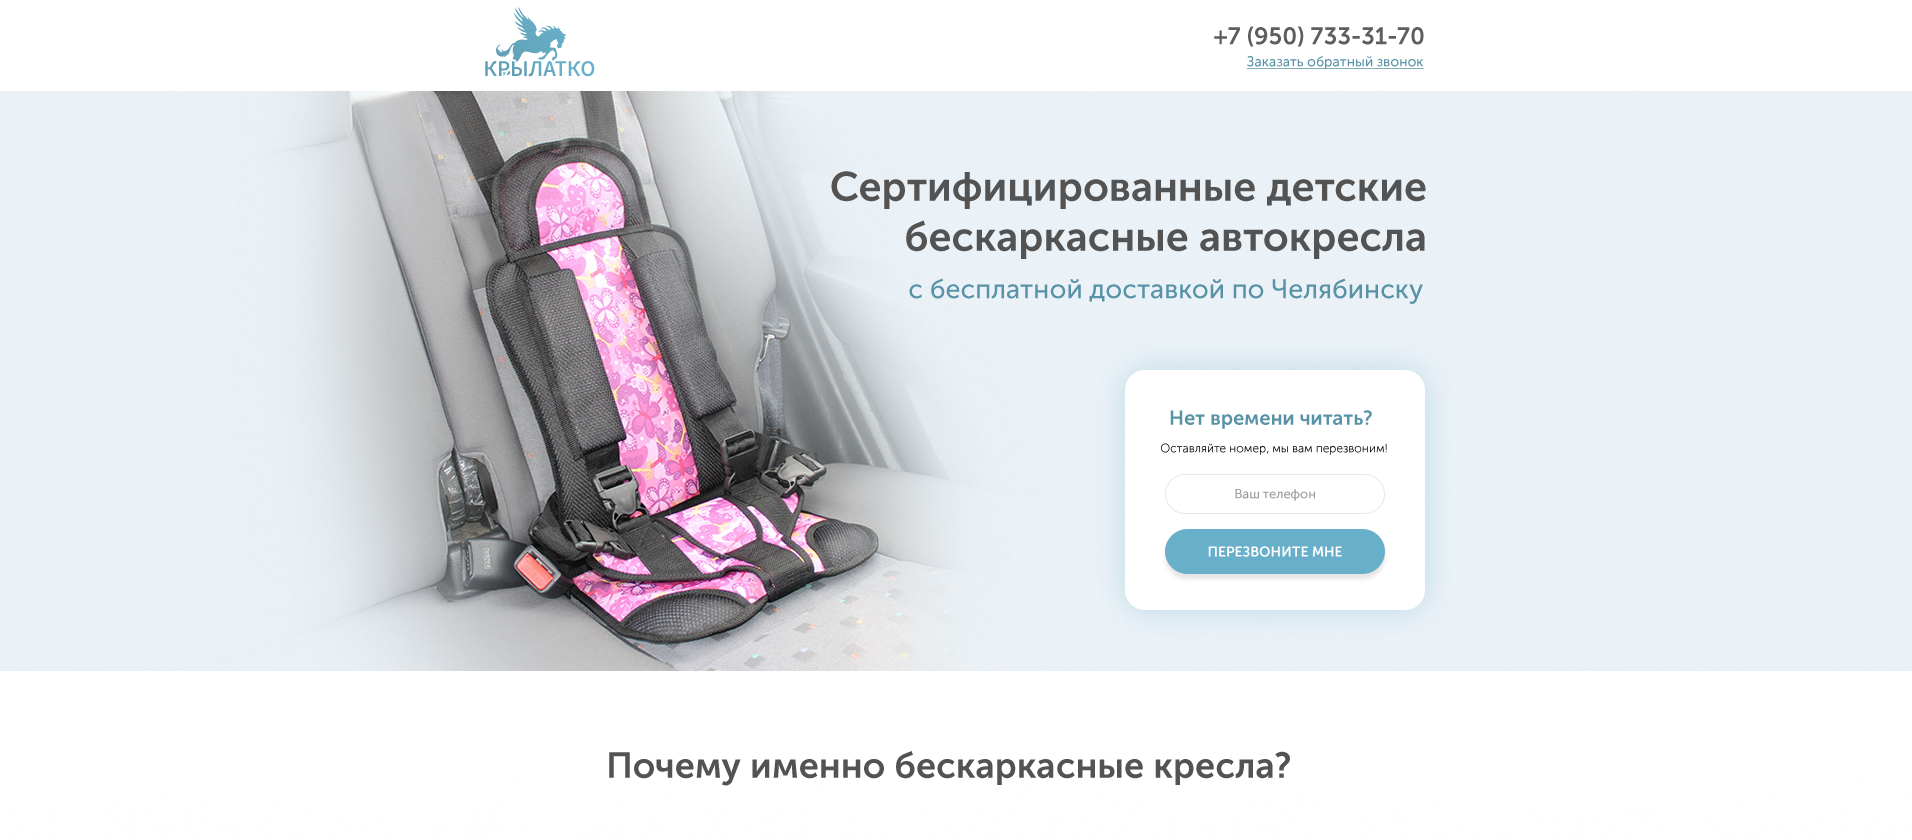 КРЫЛАТКО
+7 (950) 733-31-70
Заказать обратный звонок
Сертифицированные детские
бескаркасные автокресла
с бесплатной доставкой по Челябинску
Нет времени читать?
Оставляйте номер, мы вам перезвоним!
Ваш телефон
ПЕРЕЗВОНИТЕ МНЕ
Почему именно бескаркасные кресла?